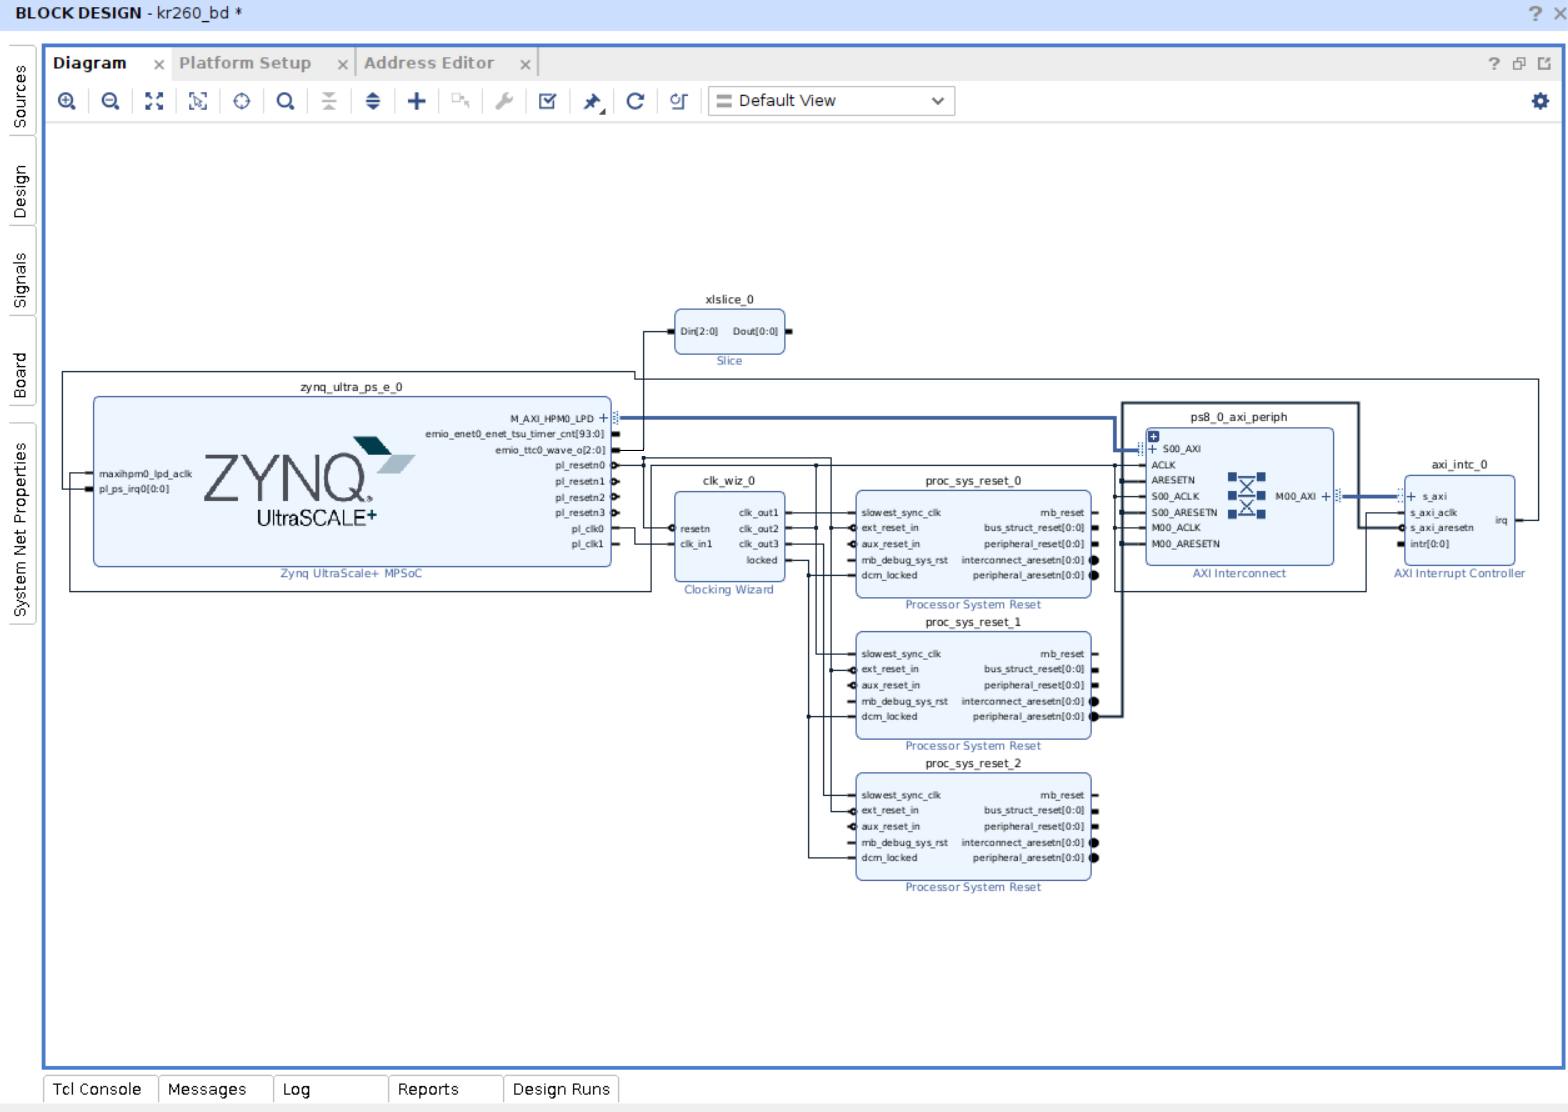 BLOCK DESIGN - kr260_bd *
Sources
Design
Signals
Board
System Net Properties
Diagram
Platform Setup
Address Editor
Default View
xlslice_0
Din[2:0] Dout[0:0]
Slice
zynq_ultra_ps_e_0
M_AXI_HPM0_LPD
emio_enet0_enet_tsu_timer_cnt[93:0]
emio_ttc0_wave_o[2:0]
pl_resetn0
pl_resetn1
pl_resetn2
pl_resetn3
pl_clk0
pl_clk1
maxihpm0_lpd_aclk
pl_ps_irq0[0:0]
ZYNQ.
UltraSCALE+
Zynq UltraScale+ MPSoC
clk_wiz_0
resetn
clk_in1
clk_out1
clk_out2
clk_out3
locked
Clocking Wizard
proc_sys_reset_0
slowest_sync_clk mb_reset
ext_reset_in bus_struct_reset[0:0]
aux_reset_in peripheral_reset[0:0]
mb_debug_sys_rst interconnect_aresetn[0:0]
dcm_locked peripheral_aresetn[0:0]
Processor System Reset
proc_sys_reset_1
slowest_sync_clk mb_reset
ext_reset_in bus_struct_reset[0:0]
aux_reset_in peripheral_reset[0:0]
mb_debug_sys_rst interconnect_aresetn[0:0]
dcm_locked peripheral_aresetn[0:0]
Processor System Reset
proc_sys_reset_2
slowest_sync_clk mb_reset
ext_reset_in bus_struct_reset[0:0]
aux_reset_in peripheral_reset[0:0]
mb_debug_sys_rst interconnect_aresetn[0:0]
dcm_locked peripheral_aresetn[0:0]
Processor System Reset
ps8_0_axi_periph
S00_AXI
ACLK
ARESETN
S00_ACLK
S00_ARESETN
M00_ACLK
M00_ARESETN
M00_AXI
AXI Interconnect
axi_intc_0
s_axi
s_axi_aclk
s_axi_aresetn
intr[0:0]
irq
AXI Interrupt Controller
Tcl Console
Messages
Log
Reports
Design Runs